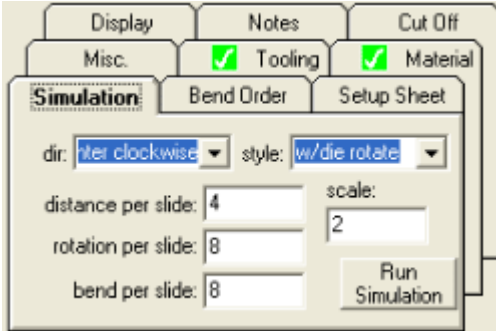 Display Notes Cut Off
Misc. Tooling Material
Simulation Bend Order Setup Sheet
dir: nter clockwise style: w/die rotate
distance per slide: 4 scale:
2
rotation per slide: 8
bend per slide: 8 Run
Simulation